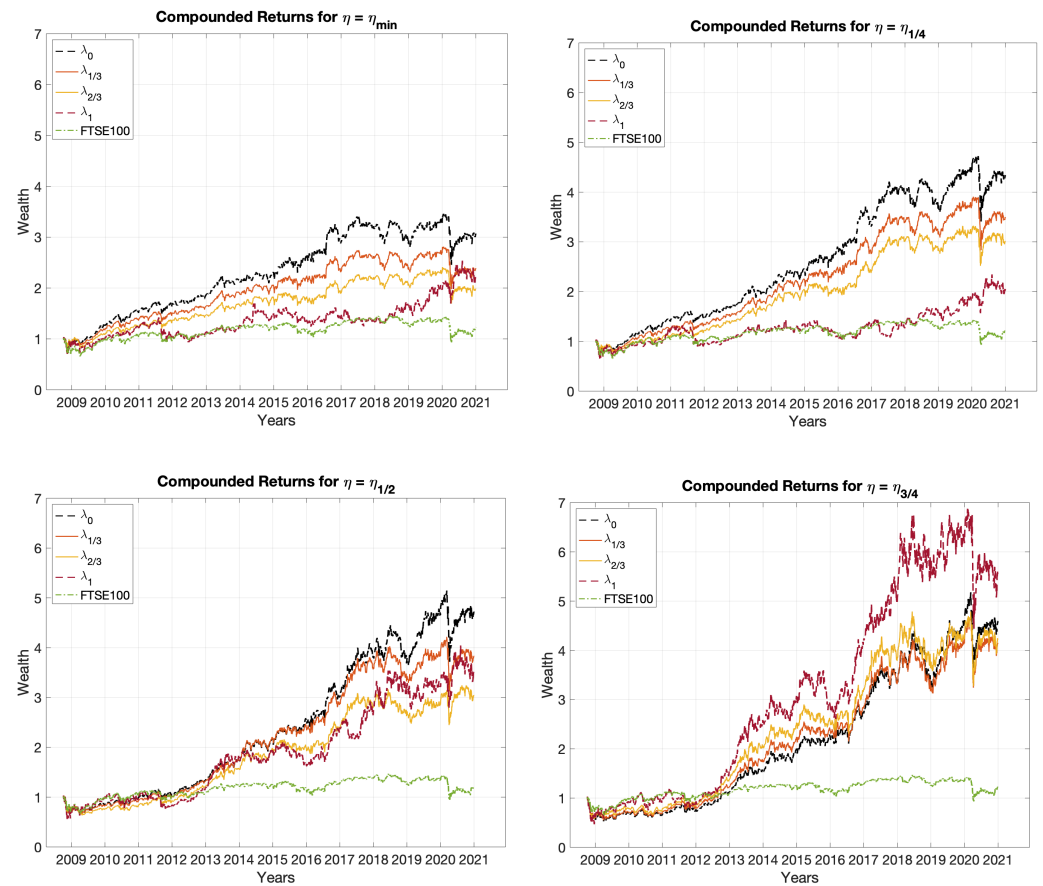 Compounded Returns for η = η_min
7
6
5
4
3
2
1
0
Wealth
λ_0
λ_1/3
λ_2/3
λ_1
FTSE100
2009 2010 2011 2012 2013 2014 2015 2016 2017 2018 2019 2020 2021
Years
Compounded Returns for η = η_1/4
7
6
5
4
3
2
1
0
Wealth
λ_0
λ_1/3
λ_2/3
λ_1
FTSE100
2009 2010 2011 2012 2013 2014 2015 2016 2017 2018 2019 2020 2021
Years
Compounded Returns for η = η_1/2
7
6
5
4
3
2
1
0
Wealth
λ_0
λ_1/3
λ_2/3
λ_1
FTSE100
2009 2010 2011 2012 2013 2014 2015 2016 2017 2018 2019 2020 2021
Years
Compounded Returns for η = η_3/4
7
6
5
4
3
2
1
0
Wealth
λ_0
λ_1/3
λ_2/3
λ_1
FTSE100
2009 2010 2011 2012 2013 2014 2015 2016 2017 2018 2019 2020 2021
Years